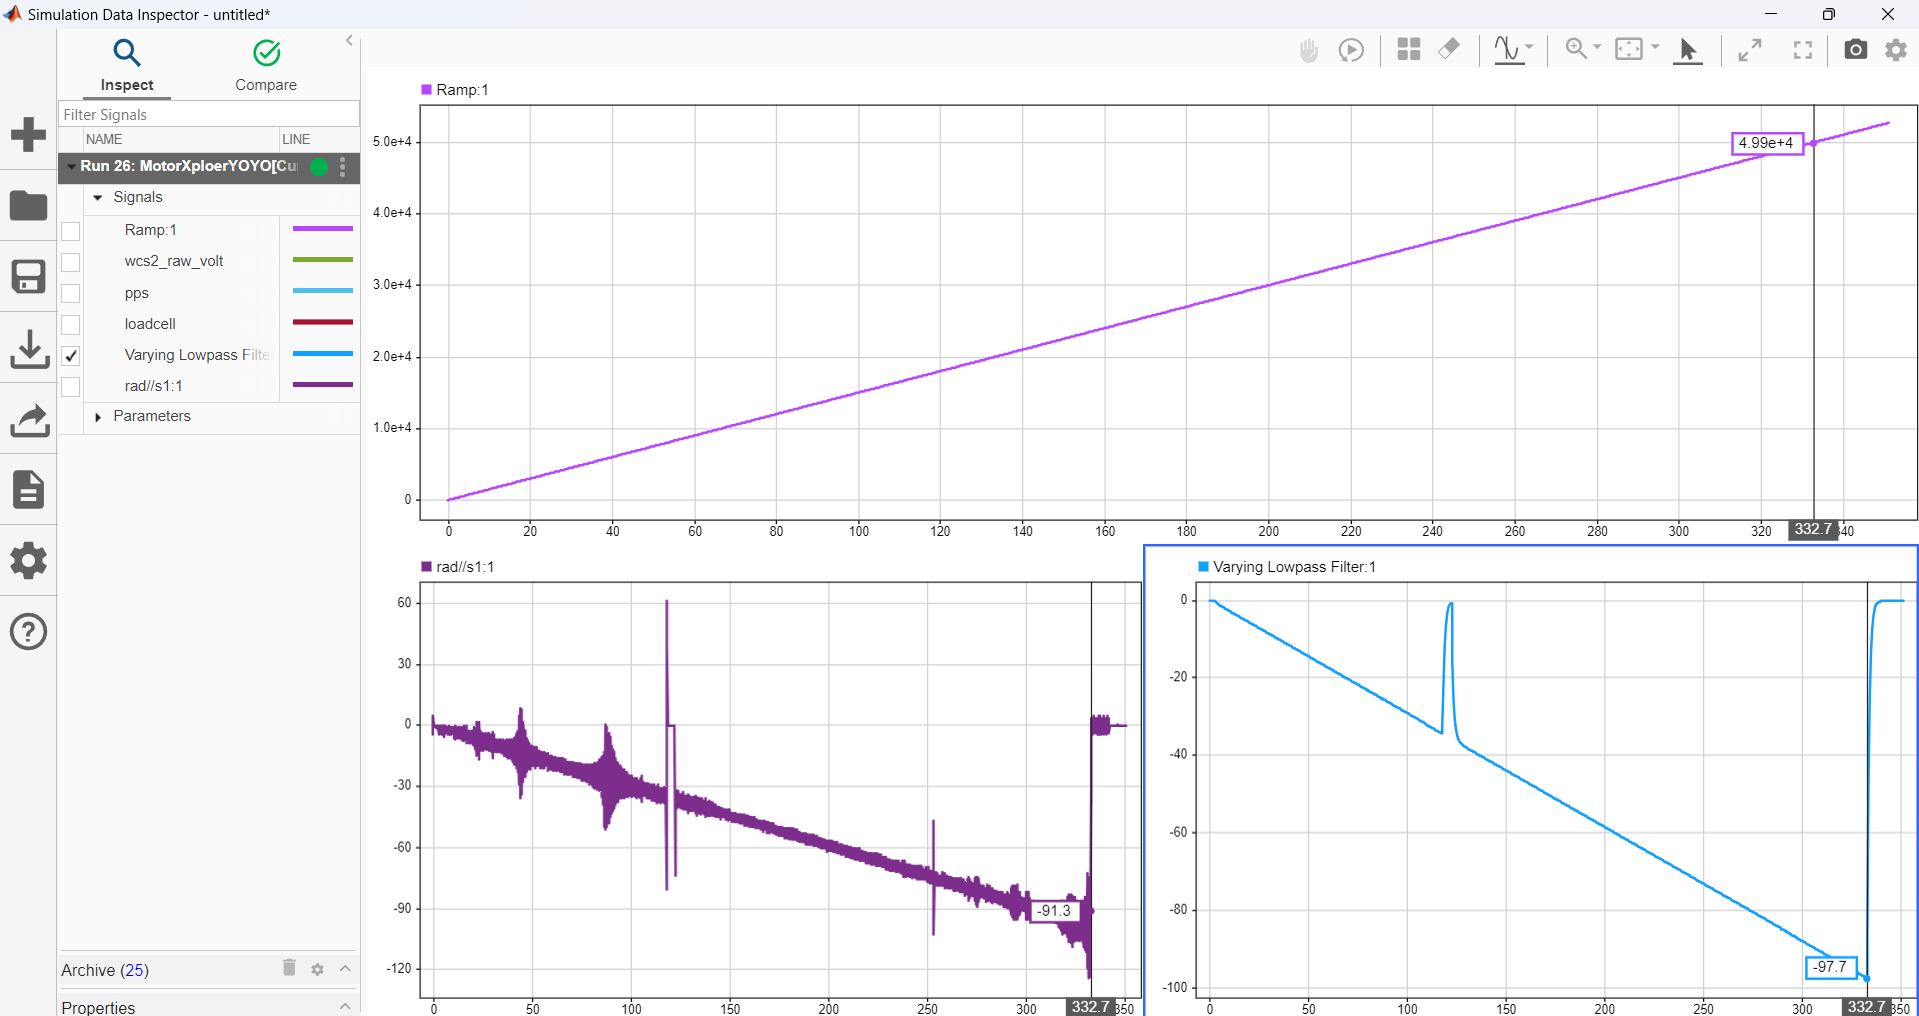 Simulation Data Inspector - untitled*
Inspect
Compare
Filter Signals
NAME LINE
Run 26: MotorXploerYOYO[Cu
Signals
Ramp:1
wcs2_raw_volt
pps
loadcell
Varying Lowpass Filte
rad//s1:1
Parameters
Archive (25)
Properties
Ramp:1
5.0e+4
4.0e+4
3.0e+4
2.0e+4
1.0e+4
0
4.99e+4
0 20 40 60 80 100 120 140 160 180 200 220 240 260 280 300 320 332.7 340
rad//s1:1
60
30
0
-30
-60
-90
-120
-91.3
0 50 100 150 200 250 300 332.7 350
Varying Lowpass Filter:1
0
-20
-40
-60
-80
-100
-97.7
0 50 100 150 200 250 300 332.7 350